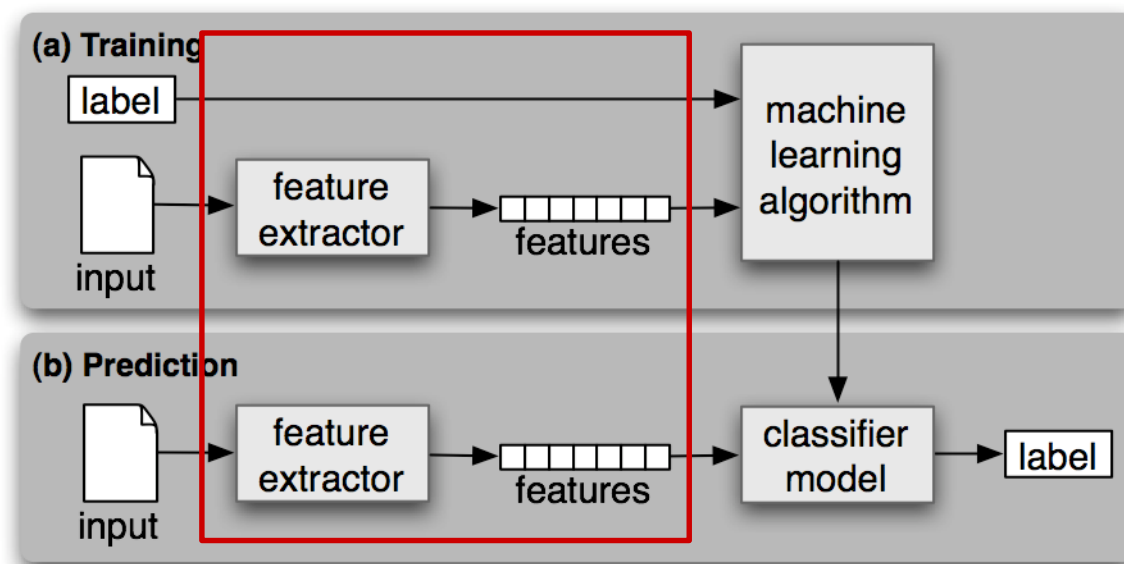 (a) Training
label
machine
learning
algorithm
feature
extractor
features
input
(b) Prediction
feature
extractor
features
input
classifier
model
label